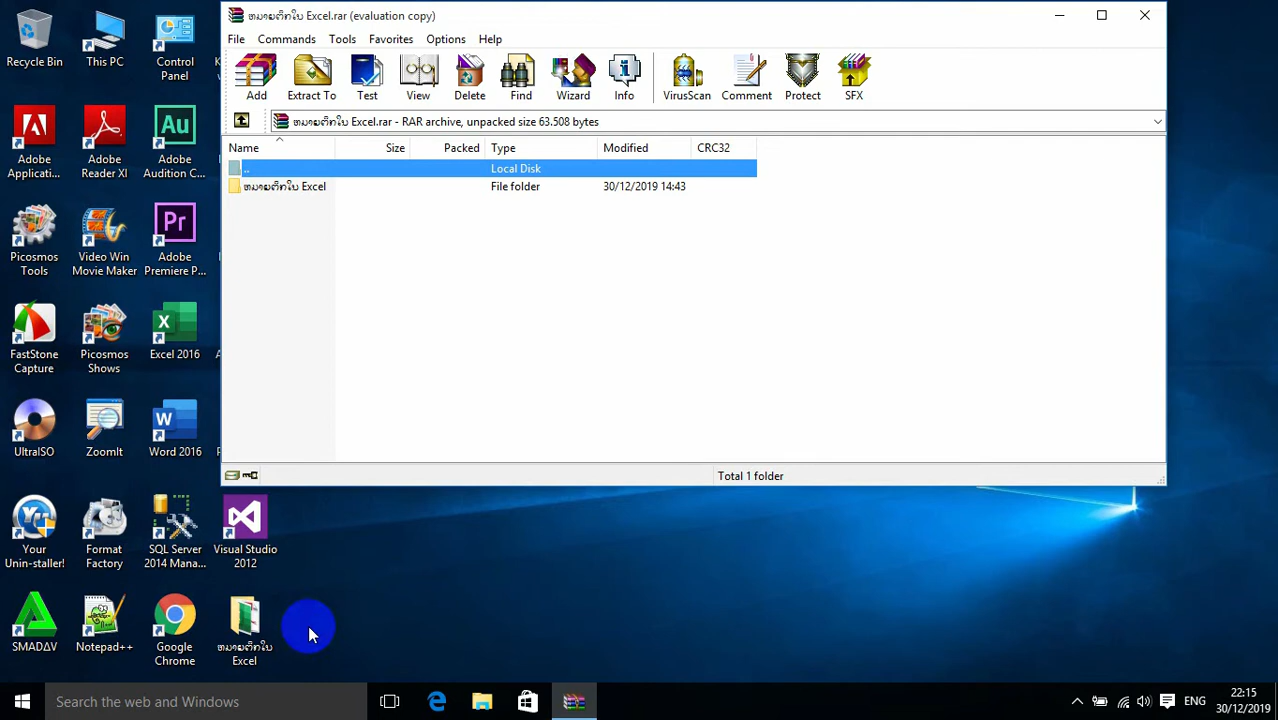 Recycle Bin
This PC
Control
Panel
Adobe
Applicati...
Adobe
Reader XI
Adobe
Audition C...
Picosmos
Tools
Video Win
Movie Maker
Adobe
Premiere P...
FastStone
Capture
Picosmos
Shows
Excel 2016
UltraISO
ZoomIt
Word 2016
Your
Unin-staller!
Format
Factory
SQL Server
2014 Mana...
Visual Studio
2012
SMADΔV
Notepad++
Google
Chrome
ຫມາຍຕິກໃນ
Excel
ຫມາຍຕິກໃນ Excel.rar (evaluation copy)
File Commands Tools Favorites Options Help
Add Extract To Test View Delete Find Wizard Info VirusScan Comment Protect SFX
ຫມາຍຕິກໃນ Excel.rar - RAR archive, unpacked size 63.508 bytes
Name Size Packed Type Modified CRC32
.. Local Disk
ຫມາຍຕິກໃນ Excel File folder 30/12/2019 14:43
Total 1 folder
Search the web and Windows
ENG
22:15
30/12/2019